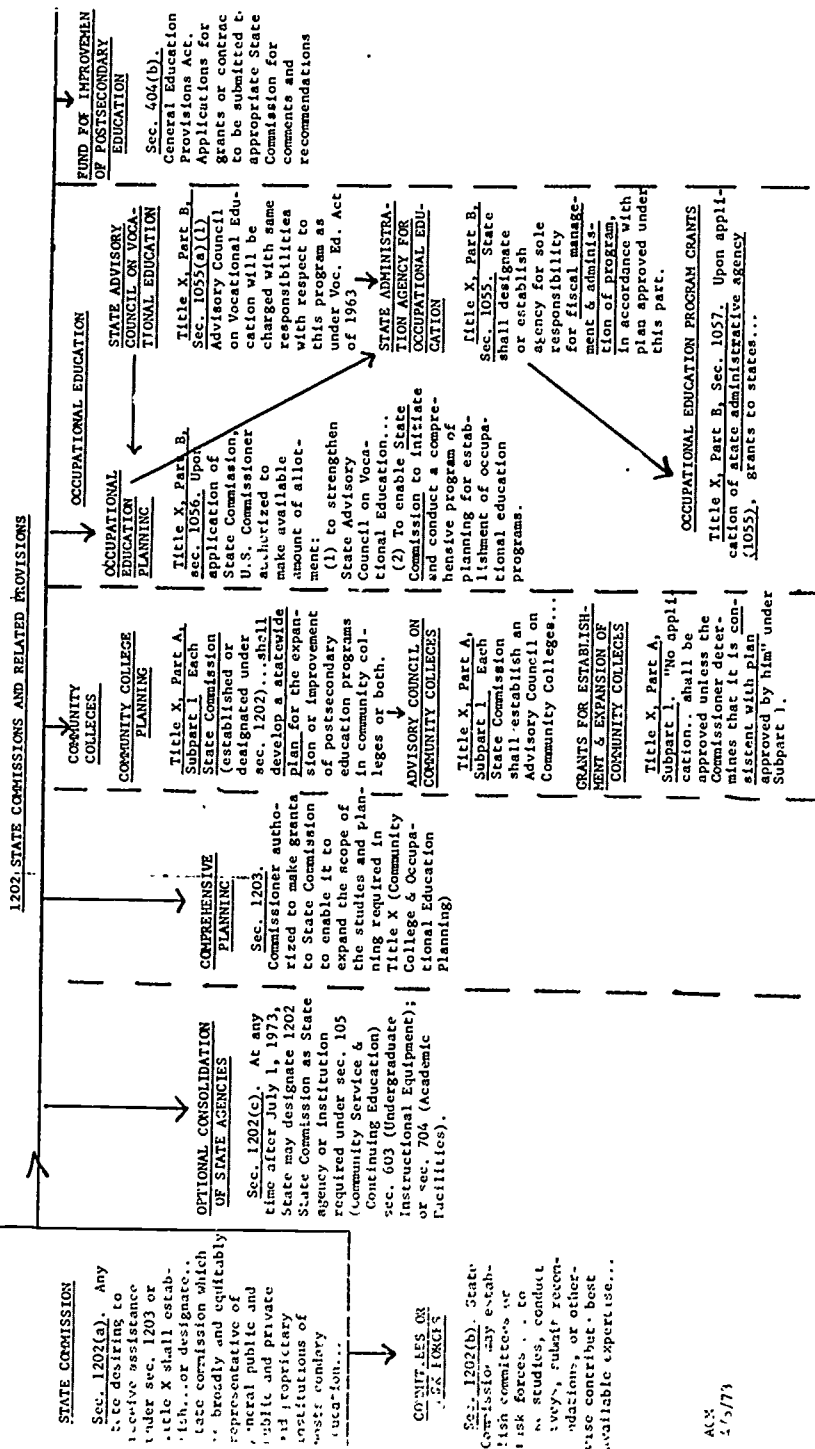 1202: STATE COMMISSIONS AND RELATED PROVISIONS
STATE COMMISSION
Sec. 1202(a). Any
desiring to
assistance
under sec. 1203 or
title X shall estab-
...or designate..
commission which
broadly and equitably
representative of
general public and
public and private
and proprietary
institutions of
COMMITTEES OR
TASK FORCES
Sec. 1202(b). State
Commission may estab-
lish committees or
task forces... to
studies, conduct
surveys, submit recom-
mendations, or other-
wise contribute best
available expertise...
OPTIONAL CONSOLIDATION
OF STATE AGENCIES
Sec. 1202(c). At any
time after July 1, 1973,
State may designate 1202
State Commission as State
agency or institution
required under sec. 105
(Community Service &
Continuing Education)
sec. 603 (Undergraduate
Instructional Equipment);
or sec. 704 (Academic
Facilities).
COMPREHENSIVE
PLANNING
Sec. 1203.
Commissioner autho-
rized to make grants
to State Commission
to enable it to
expand the scope of
the studies and plan-
ning required in
Title X (Community
College & Occupa-
tional Education
Planning)
COMMUNITY
COLLEGES
COMMUNITY COLLEGE
PLANNING
Title X, Part A,
Subpart 1 Each
State Commission
(established or
designated under
sec. 1202)...shall
develop a statewide
plan for the expan-
sion or improvement
of postsecondary
education programs
in community col-
leges or both.
ADVISORY COUNCIL ON
COMMUNITY COLLEGES
Title X, Part A,
Subpart 1 Each
State Commission
shall establish an
Advisory Council on
Community Colleges...
GRANTS FOR ESTABLISH-
MENT & EXPANSION OF
COMMUNITY COLLEGES
Title X, Part A,
Subpart 1. "No appli-
cation.. shall be
approved unless the
Commissioner deter-
mines that it is con-
sistent with plan
approved by him" under
Subpart 1.
OCCUPATIONAL EDUCATION
OCCUPATIONAL
EDUCATION
PLANNING
Title X, Part B,
sec. 1056. Upon
application of
State Commission,
U.S. Commissioner
authorized to
make available
amount of allot-
ment:
(1) to strengthen
State Advisory
Council on Voca-
tional Education...
(2) To enable State
Commission to initiate
and conduct a compre-
hensive program of
planning for estab-
lishment of occupa-
tional education
programs.
STATE ADVISORY
COUNCIL ON VOCA-
TIONAL EDUCATION
Title X, Part B,
Sec. 1055(a)(1)
Advisory Council
on Vocational Edu-
cation will be
charged with same
responsibilities
with respect to
this program as
under Voc. Ed. Act
of 1963
STATE ADMINISTRA-
TION AGENCY FOR
OCCUPATIONAL EDU-
CATION
Title X, Part B,
Sec. 1055. State
shall designate
or establish
agency for sole
responsibility
for fiscal manage-
ment & adminis-
tration of program,
in accordance with
plan approved under
this part.
OCCUPATIONAL EDUCATION PROGRAM GRANTS
Title X, Part B, Sec. 1057. Upon appli-
cation of state administrative agency
(1055), grants to states...
FUND FOR IMPROVEMEN
OF POSTSECONDARY
EDUCATION
Sec. 404(b).
General Education
Provisions Act.
Applications for
grants or contrac
to be submitted t
appropriate State
Commission for
comments and
recommendations